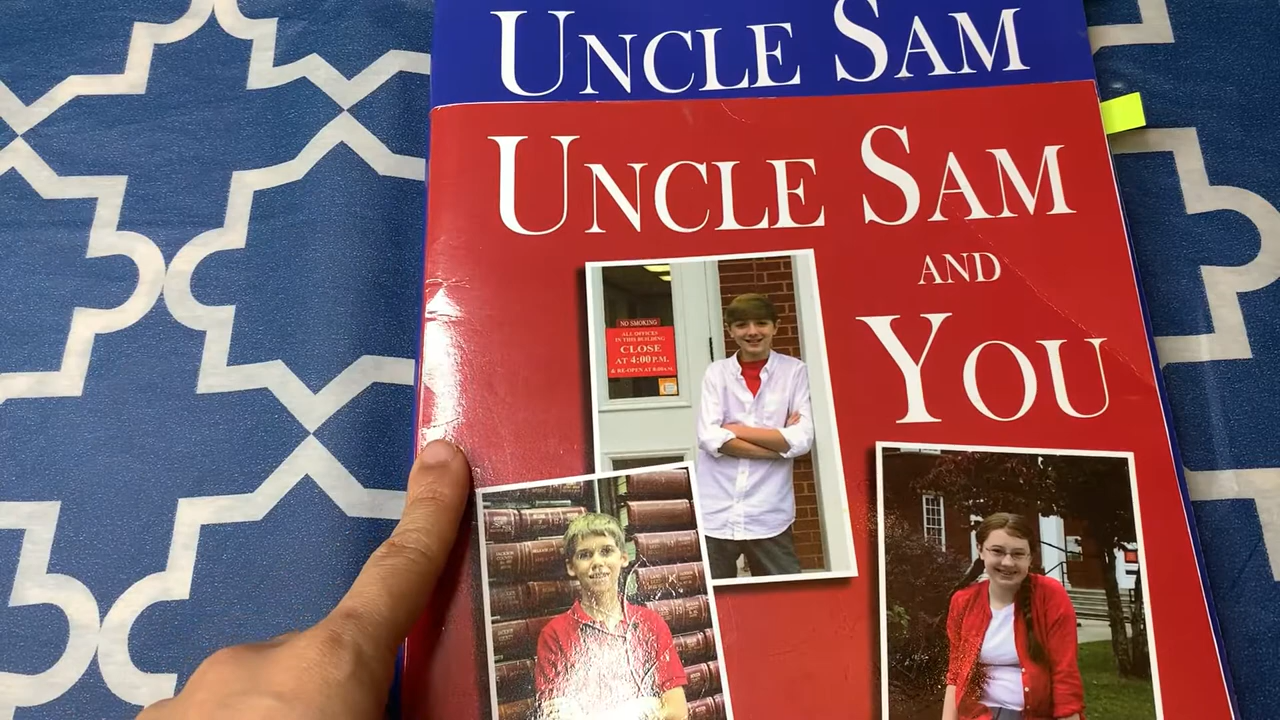 UNCLE SAM
UNCLE SAM
AND
YOU
NO SMOKING
ALL OFFICES
IN THIS BUILDING
CLOSE
AT 4:00 P.M.